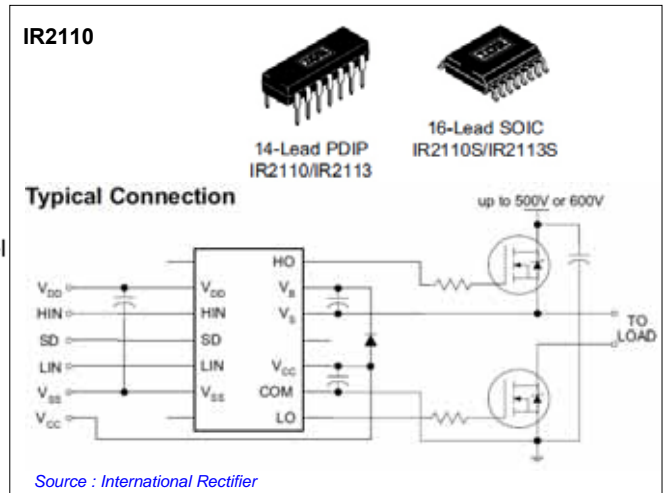 IR2110
14-Lead PDIP
IR2110/IR2113
16-Lead SOIC
IR2110S/IR2113S
Typical Connection
up to 500V or 600V
HO
VDD
VDD
VB
HIN
HIN
VS
SD
SD
TO
LOAD
LIN
LIN
VCC
VSS
VSS
COM
VCC
LO
Source : International Rectifier